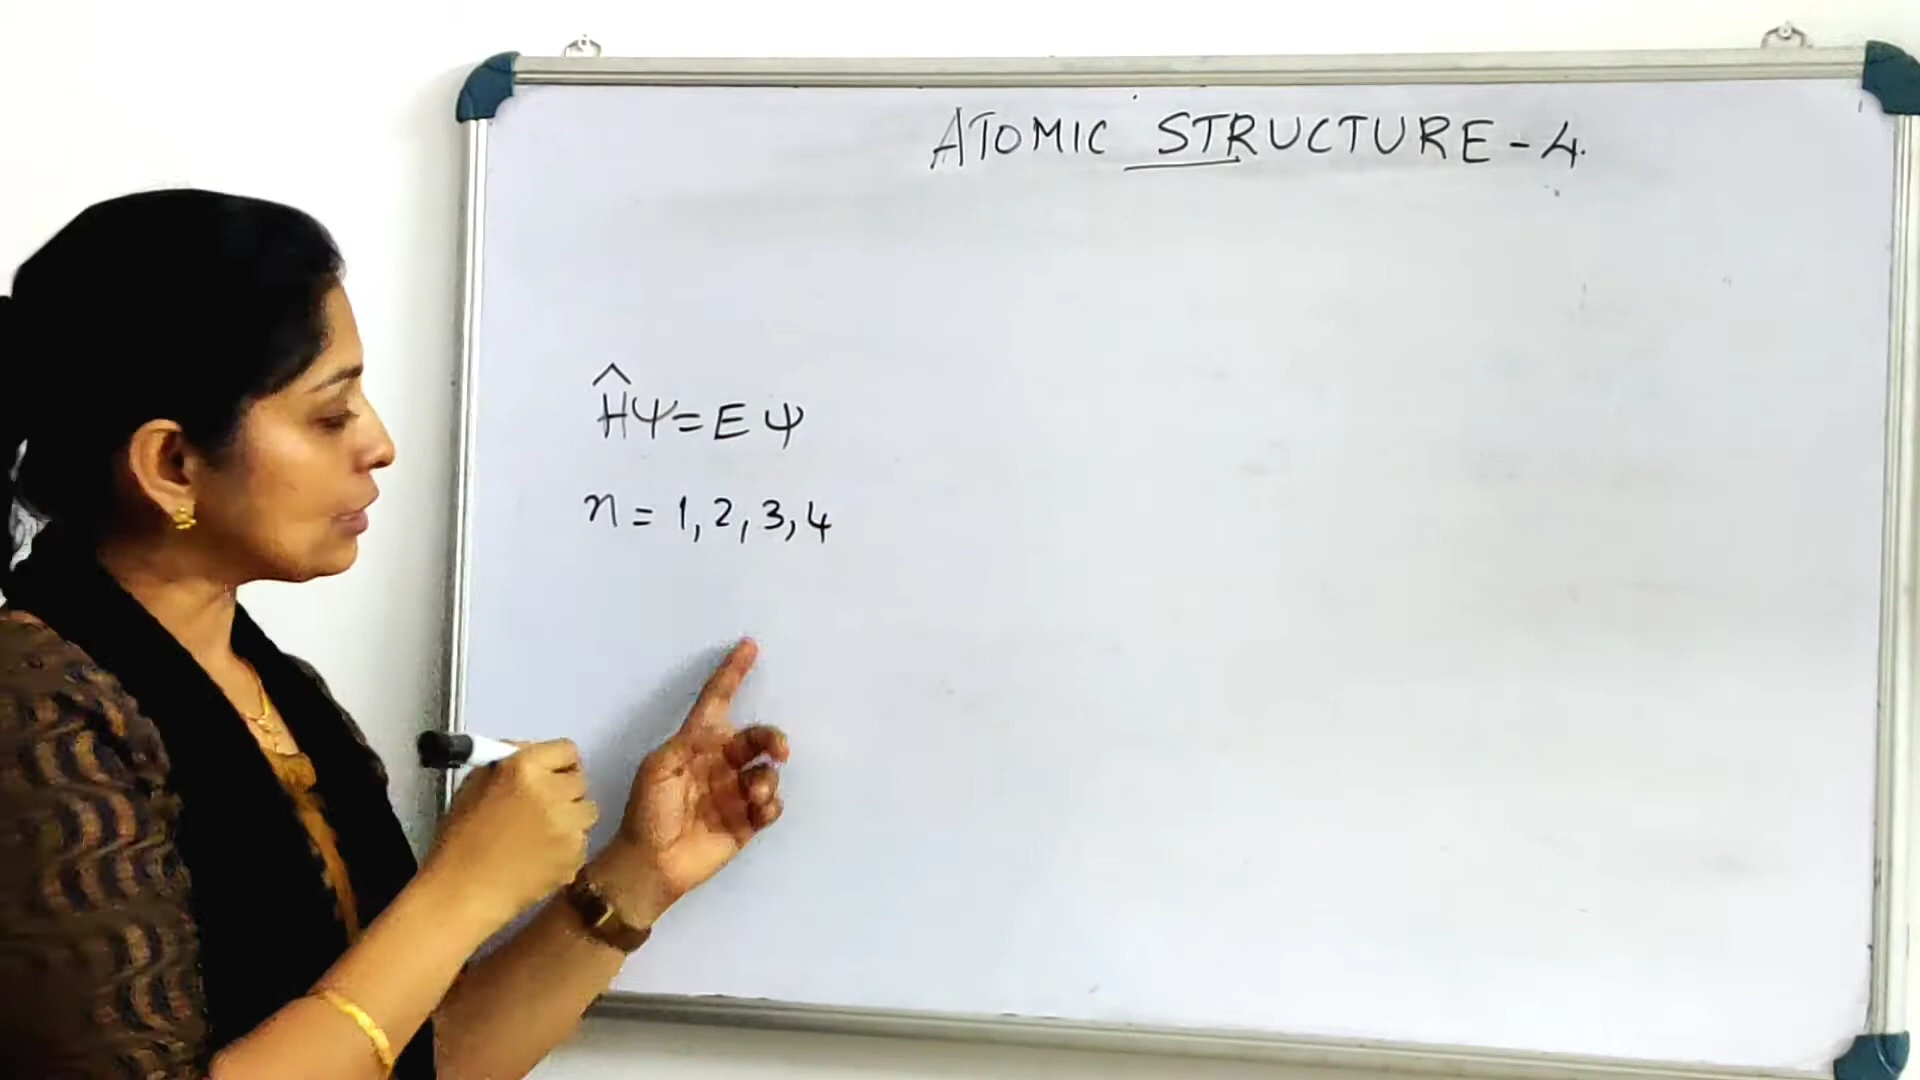 ATOMIC STRUCTURE - 4.
Ĥψ = Eψ
n = 1, 2, 3, 4